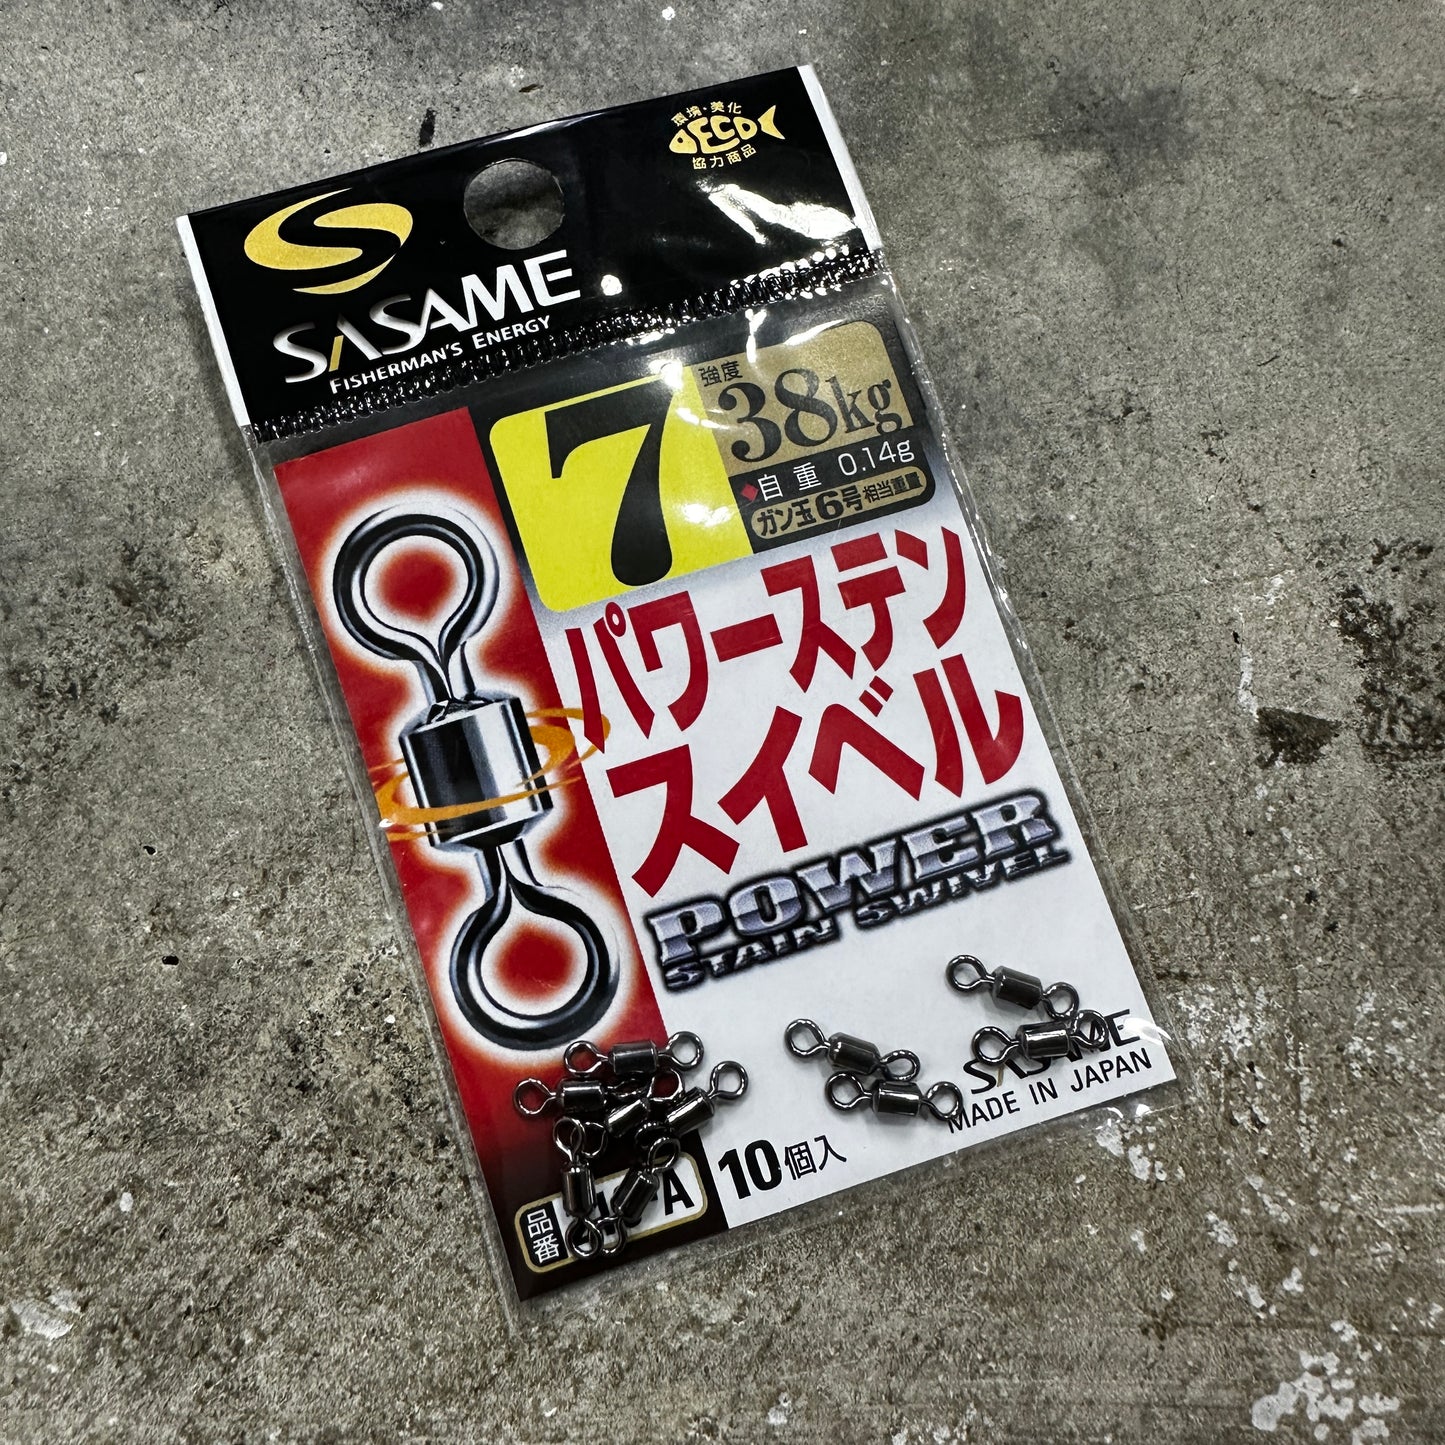 環境・美化
DECO
協力商品
SASAME
FISHERMAN'S ENERGY
7
強度
38kg
自重 0.14g
ガン玉6号相当重量
パワーステン
スイベル
POWER
STAIN SWIVEL
SASAME
MADE IN JAPAN
10個入
品番